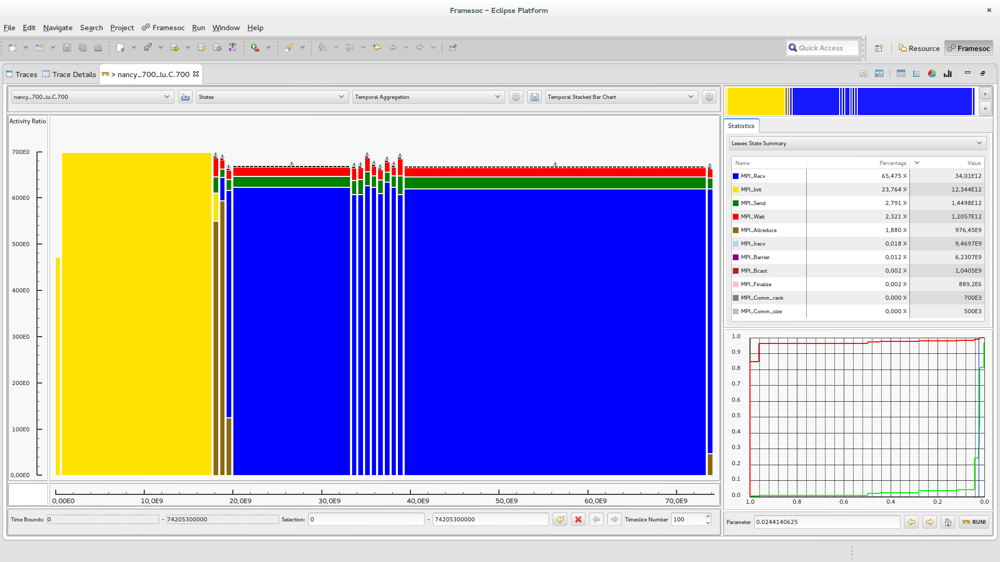 Framesoc – Eclipse Platform
File Edit Navigate Search Project Framesoc Run Window Help
Quick Access Resource Framesoc
Traces Trace Details > nancy_700_lu.C.700
nancy_700_lu.C.700 States Temporal Aggregation Temporal Stacked Bar Chart
> 
<
Activity Ratio
700E0
600E0
500E0
400E0
300E0
200E0
100E0
0,00E0
0,00E0 10,0E9 20,0E9 30,0E9 40,0E9 50,0E9 60,0E9 70,0E9
Time Bounds: 0 - 74205300000 Selection: 0 - 74205300000 Timeslice Number 100
Statistics
Leaves State Summary
Name Percentage Value
MPI_Recv 65,475 % 34,01E12
MPI_Init 23,764 % 12,344E12
MPI_Send 2,791 % 1,4498E12
MPI_Wait 2,321 % 1,2057E12
MPI_Allreduce 1,880 % 976,45E9
MPI_Irecv 0,018 % 9,4697E9
MPI_Barrier 0,012 % 6,2307E9
MPI_Bcast 0,002 % 1,0405E9
MPI_Finalize 0,002 % 889,2E6
MPI_Comm_rank 0,000 % 700E3
MPI_Comm_size 0,000 % 500E3
1.0
0.9
0.8
0.7
0.6
0.5
0.4
0.3
0.2
0.1
0.0
1.0 0.8 0.6 0.4 0.2 0.0
Parameter 0.0244140625 RUN!